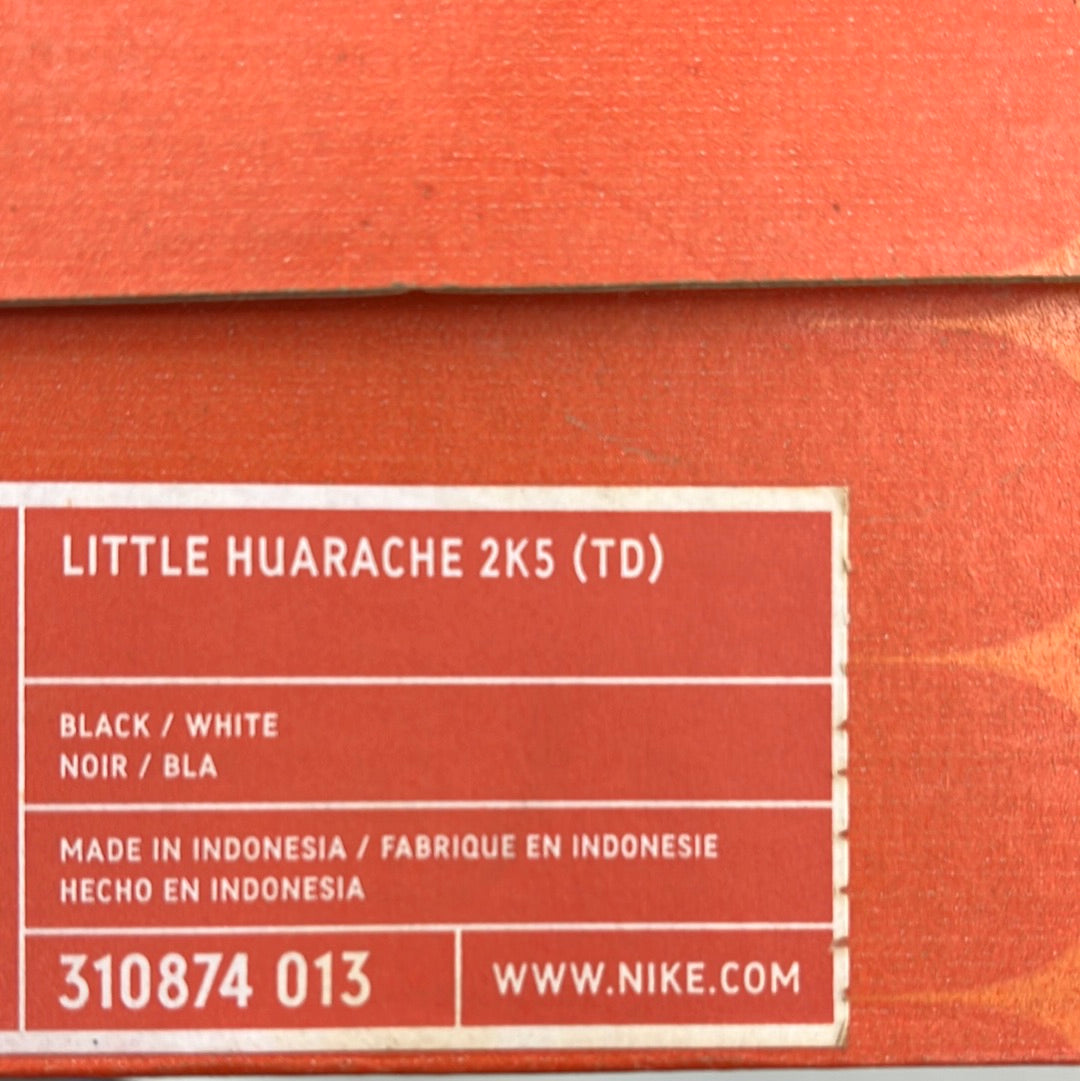 LITTLE HUARACHE 2K5 (TD)
BLACK / WHITE
NOIR / BLA
MADE IN INDONESIA / FABRIQUE EN INDONESIE
HECHO EN INDONESIA
310874 013
WWW.NIKE.COM